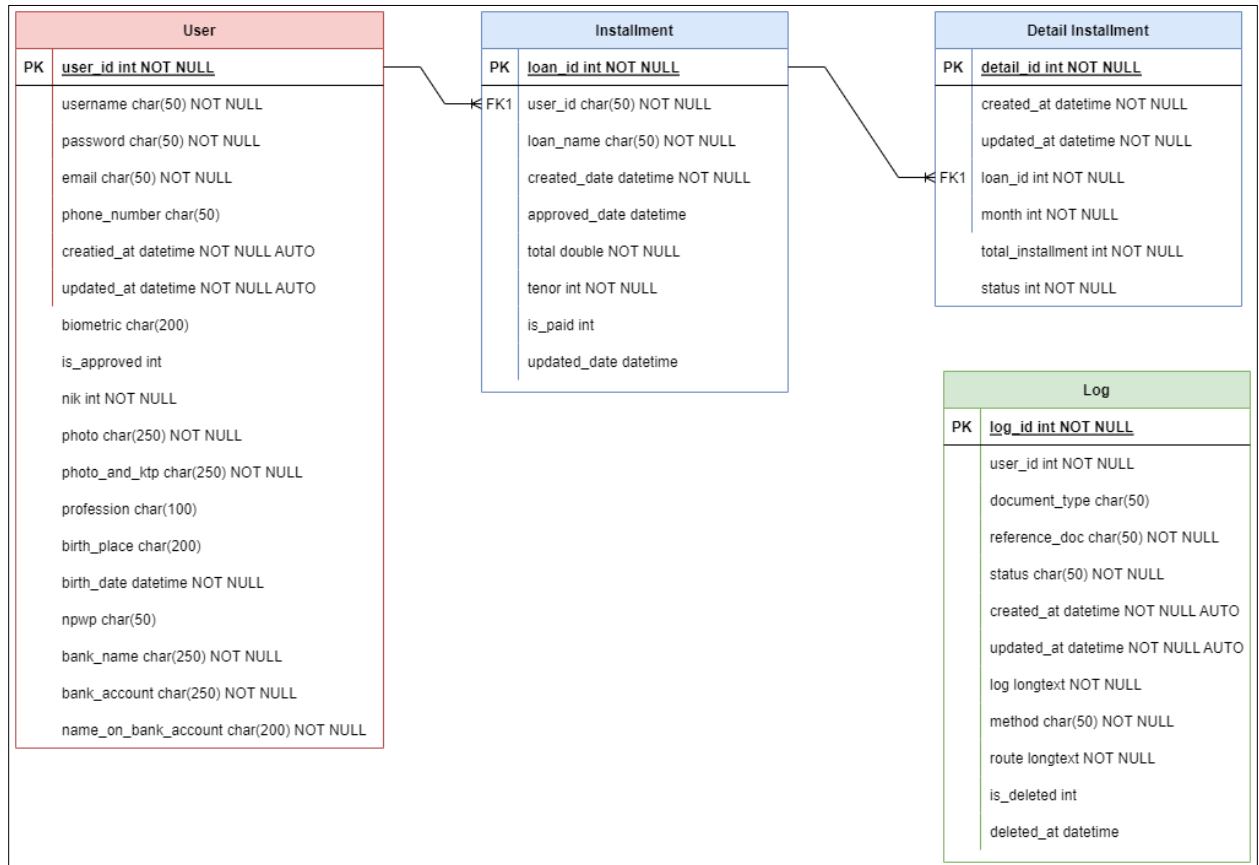 User
PK user_id int NOT NULL
username char(50) NOT NULL
password char(50) NOT NULL
email char(50) NOT NULL
phone_number char(50)
creatied_at datetime NOT NULL AUTO
updated_at datetime NOT NULL AUTO
biometric char(200)
is_approved int
nik int NOT NULL
photo char(250) NOT NULL
photo_and_ktp char(250) NOT NULL
profession char(100)
birth_place char(200)
birth_date datetime NOT NULL
npwp char(50)
bank_name char(250) NOT NULL
bank_account char(250) NOT NULL
name_on_bank_account char(200) NOT NULL
Installment
PK loan_id int NOT NULL
FK1 user_id char(50) NOT NULL
loan_name char(50) NOT NULL
created_date datetime NOT NULL
approved_date datetime
total double NOT NULL
tenor int NOT NULL
is_paid int
updated_date datetime
Detail Installment
PK detail_id int NOT NULL
created_at datetime NOT NULL
updated_at datetime NOT NULL
FK1 loan_id int NOT NULL
month int NOT NULL
total_installment int NOT NULL
status int NOT NULL
Log
PK log_id int NOT NULL
user_id int NOT NULL
document_type char(50)
reference_doc char(50) NOT NULL
status char(50) NOT NULL
created_at datetime NOT NULL AUTO
updated_at datetime NOT NULL AUTO
log longtext NOT NULL
method char(50) NOT NULL
route longtext NOT NULL
is_deleted int
deleted_at datetime